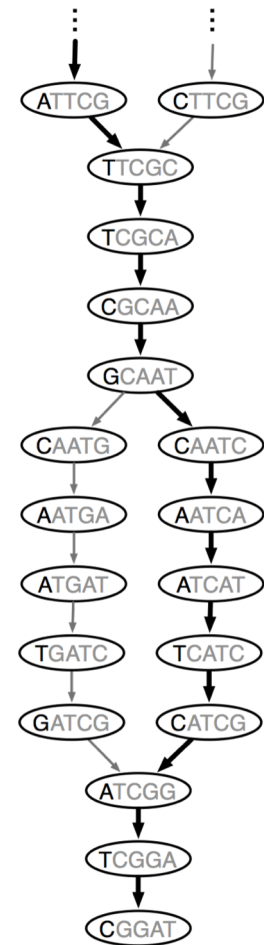 ATTCG CTTCG
TTCGC
TCGCA
CGCAA
GCAAT
CAATG CAATC
AATGA AATCA
ATGAT ATCAT
TGATC TCATC
GATCG CATCG
ATCGG
TCGGA
CGGAT